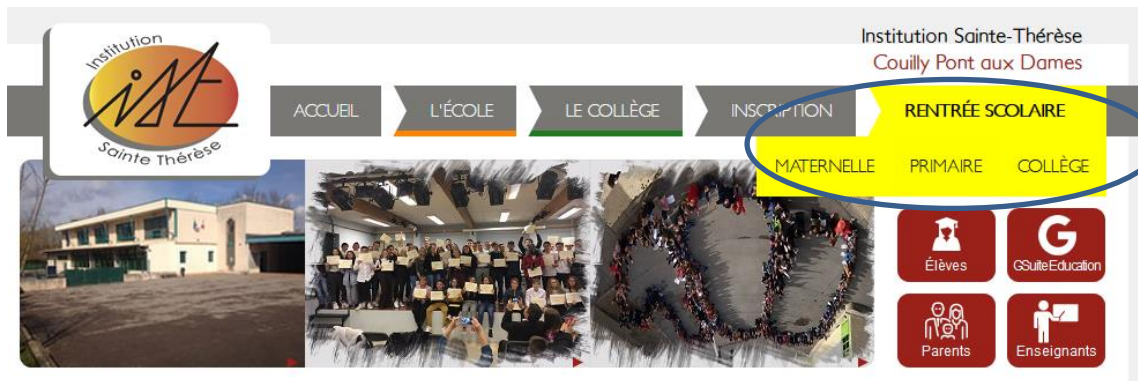 Institution
iST
Sainte Thérèse
Institution Sainte-Thérèse
Couilly Pont aux Dames
ACCUEIL L'ÉCOLE LE COLLÈGE INSCRIPTION RENTRÉE SCOLAIRE
MATERNELLE PRIMAIRE COLLÈGE
Élèves
G
GSuiteEducation
Parents
Enseignants